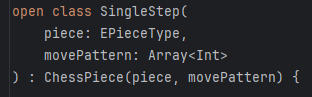 open class SingleStep(
    piece: EPieceType,
    movePattern: Array<Int>
) : ChessPiece(piece, movePattern) {